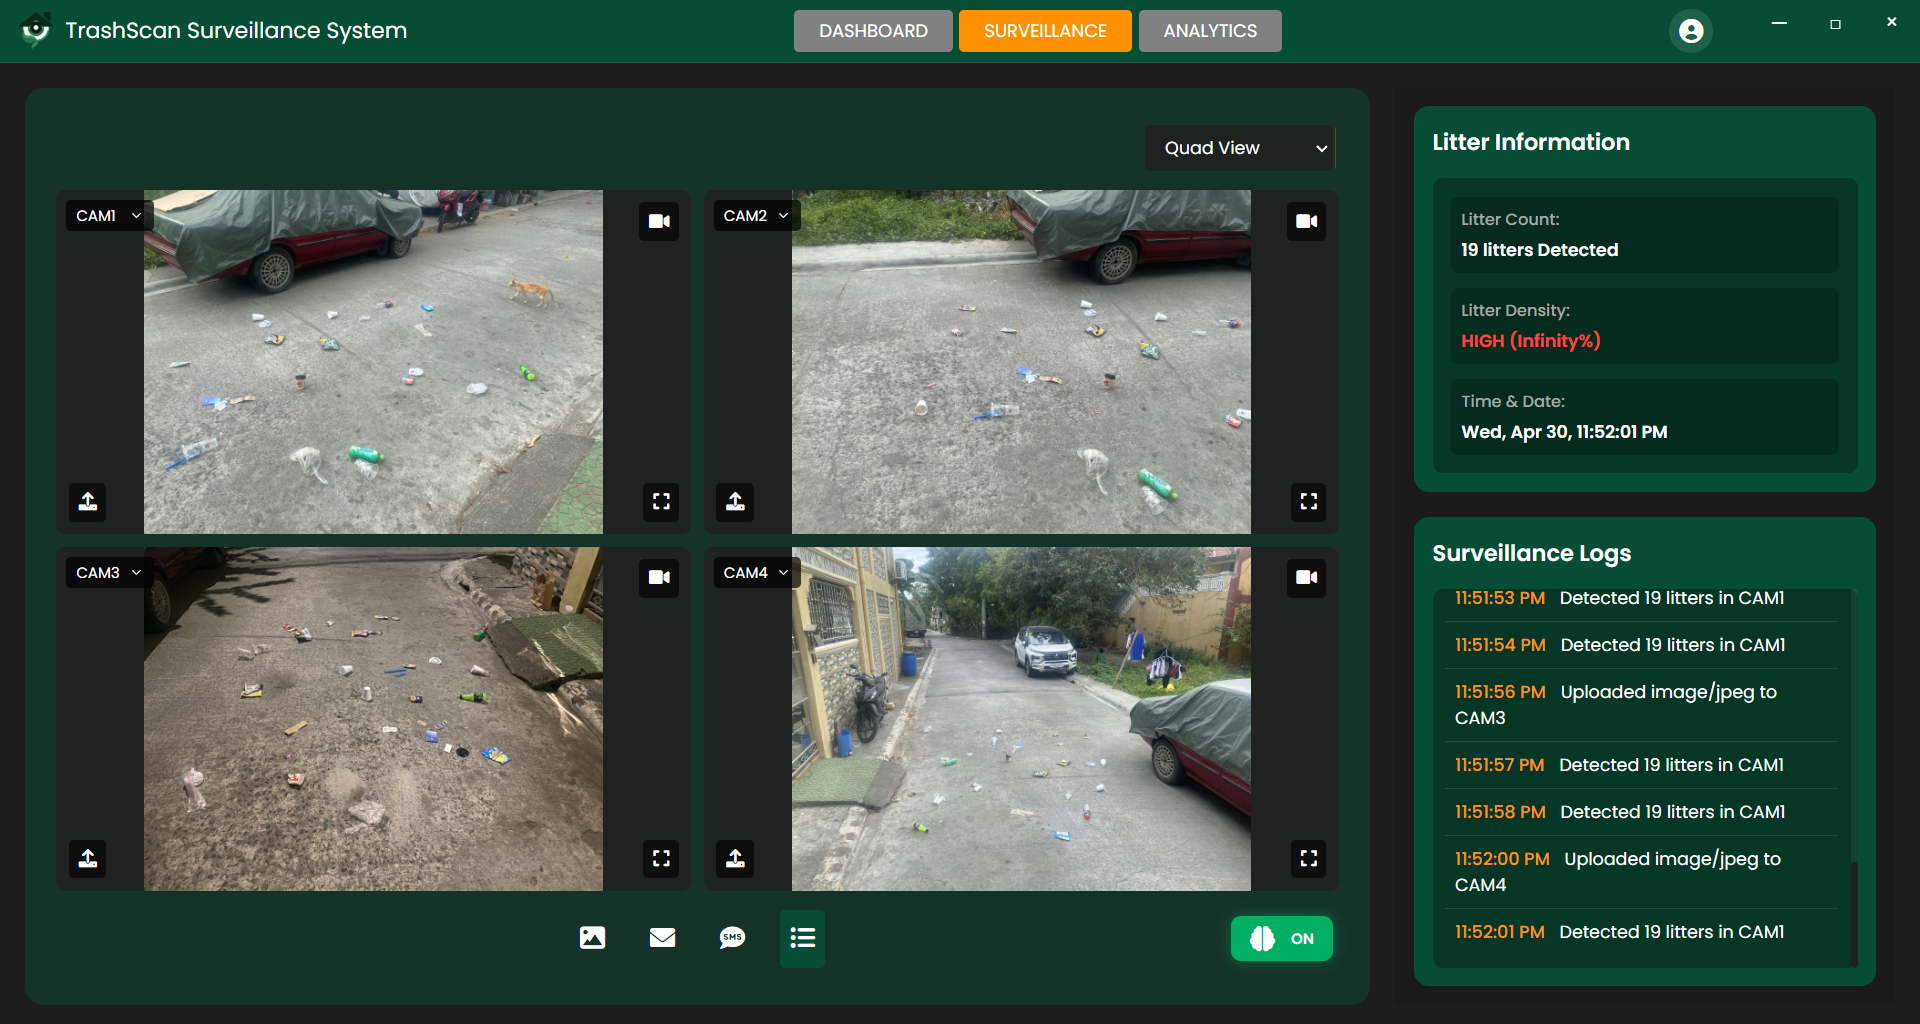 TrashScan Surveillance System
DASHBOARD
SURVEILLANCE
ANALYTICS
Quad View
CAM1
CAM2
CAM3
CAM4
SMS
ON
Litter Information
Litter Count:
19 litters Detected
Litter Density:
HIGH (Infinity%)
Time & Date:
Wed, Apr 30, 11:52:01 PM
Surveillance Logs
11:51:53 PM Detected 19 litters in CAM1
11:51:54 PM Detected 19 litters in CAM1
11:51:56 PM Uploaded image/jpeg to
CAM3
11:51:57 PM Detected 19 litters in CAM1
11:51:58 PM Detected 19 litters in CAM1
11:52:00 PM Uploaded image/jpeg to
CAM4
11:52:01 PM Detected 19 litters in CAM1